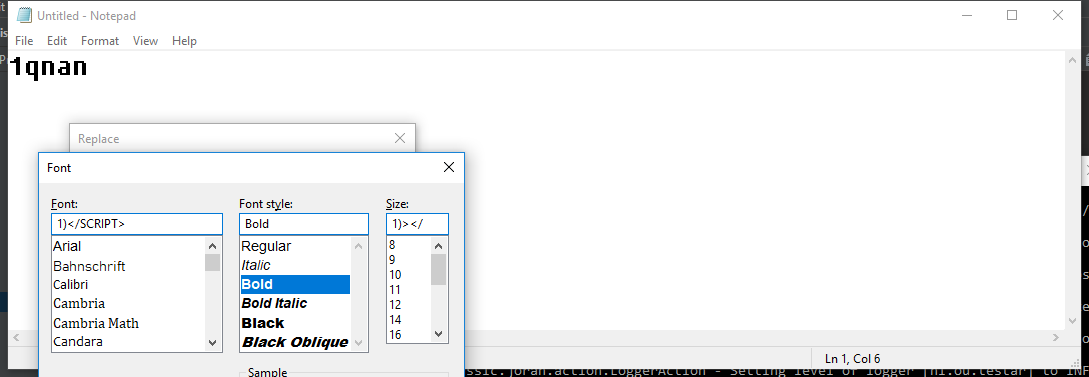 Untitled - Notepad
File Edit Format View Help
1qnan
Replace
Font
Font: Font style: Size:
1)</SCRIPT> Bold 1)></
Arial Regular 8
Bahnschrift Italic 9
Calibri Bold 10
Cambria Bold Italic 11
Cambria Math Black 12
Candara Black Oblique 14
16
Sample
Ln 1, Col 6
ssic.joran.action.LoggerAction - Setting level of logger [nl.ou.testar] to INF